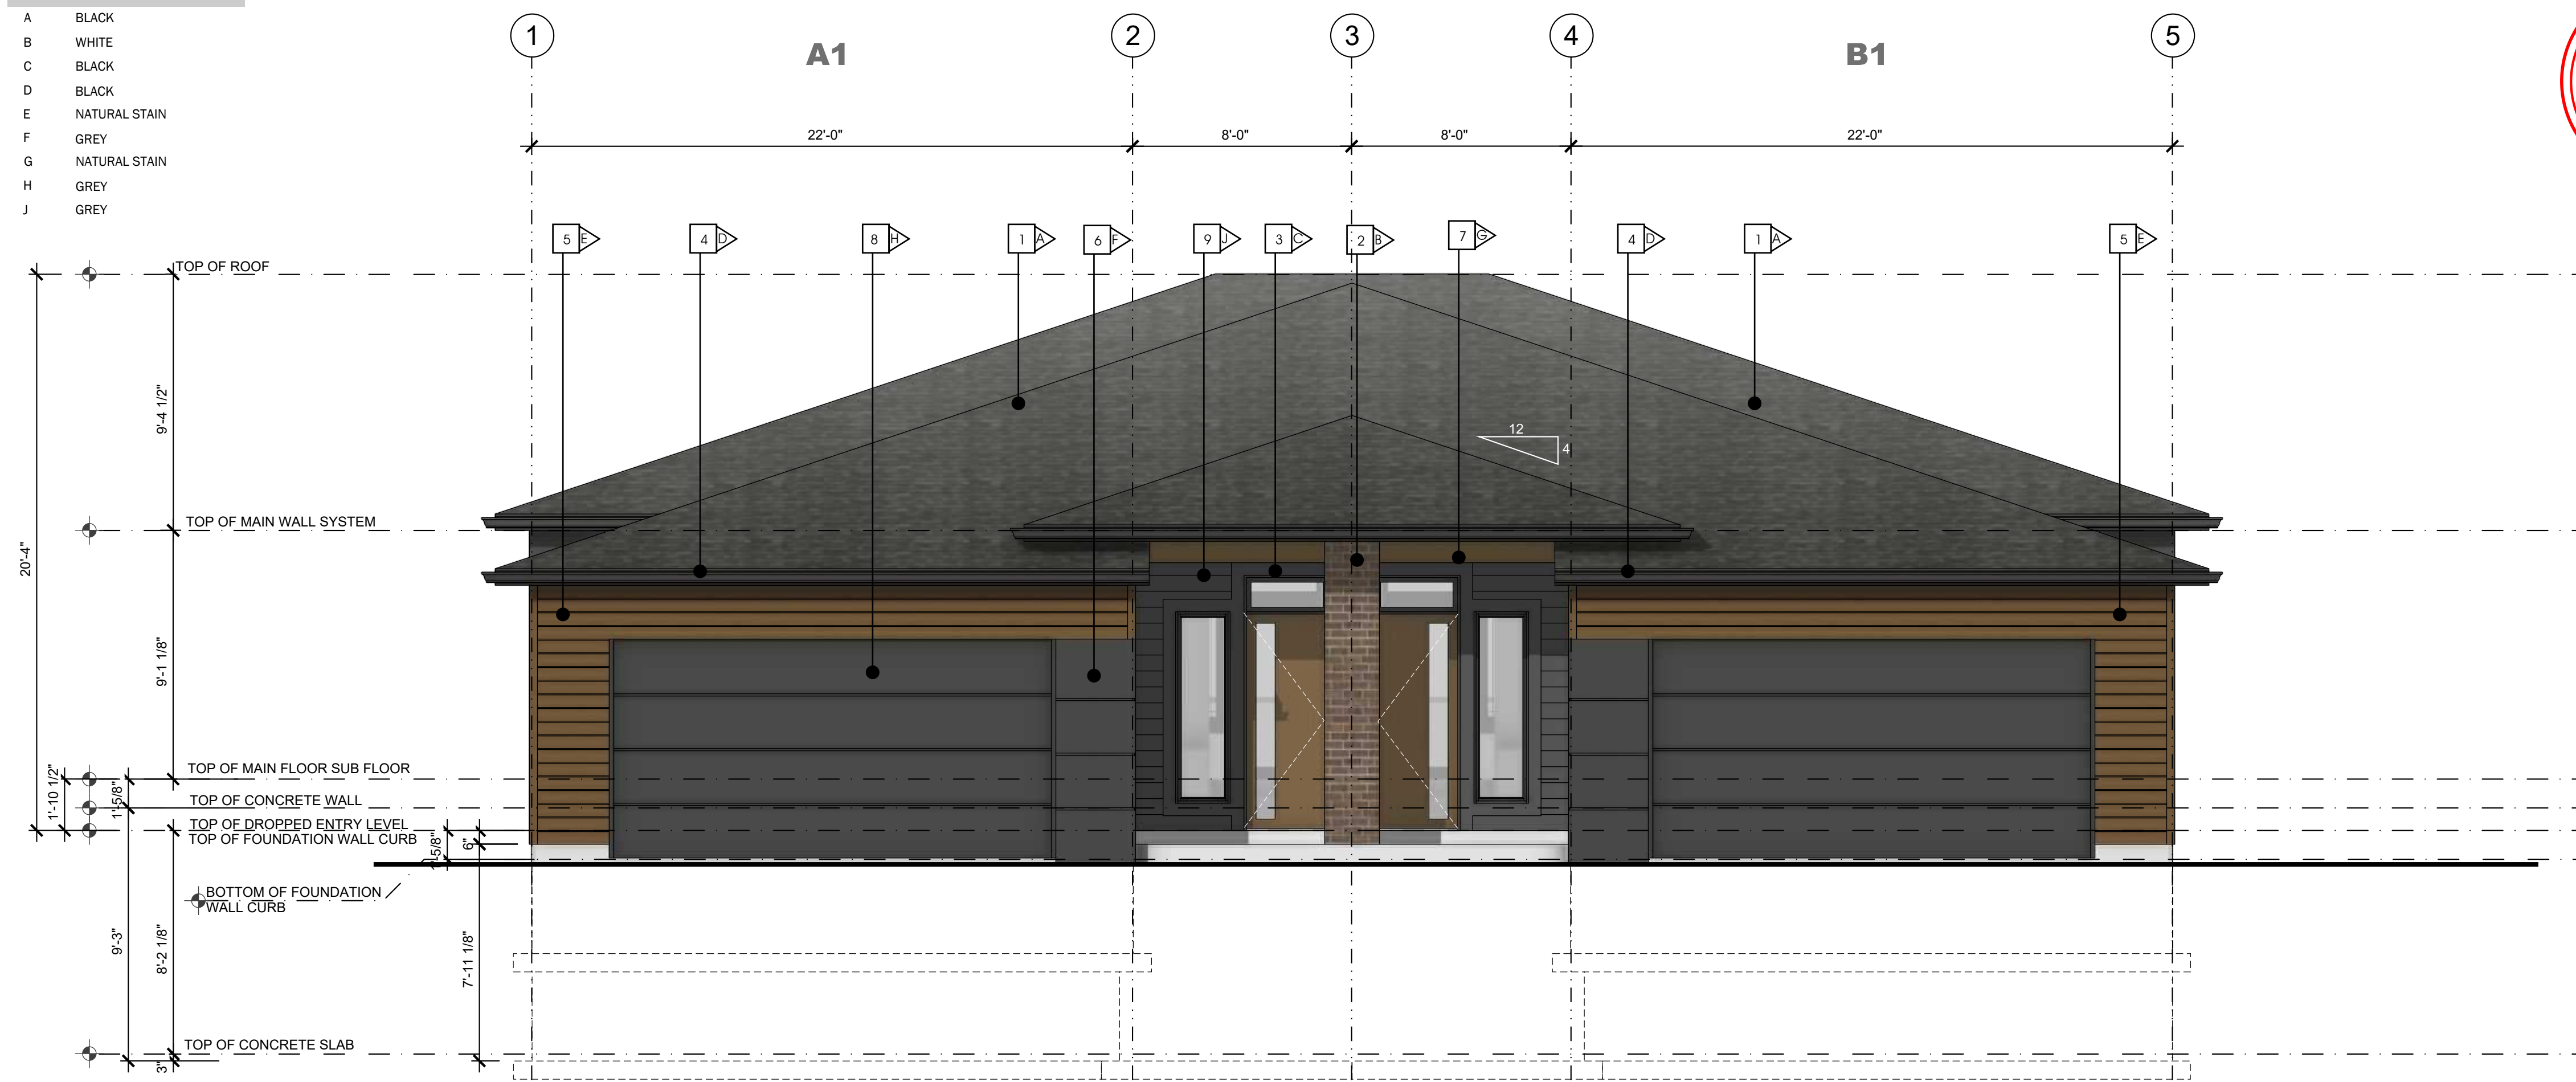 A BLACK
B WHITE
C BLACK
D BLACK
E NATURAL STAIN
F GREY
G NATURAL STAIN
H GREY
J GREY
1 2 3 4 5
A1 B1
22'-0" 8'-0" 8'-0" 22'-0"
5 E 4 D 8 H 1 A 6 F 9 J 3 C 2 B 7 G 4 D 1 A 5 E
TOP OF ROOF
9'-4 1/2"
12
4
TOP OF MAIN WALL SYSTEM
20'-4"
9'-1 1/8"
TOP OF MAIN FLOOR SUB FLOOR
1'-10 1/2"
1'-5/8"
TOP OF CONCRETE WALL
TOP OF DROPPED ENTRY LEVEL
TOP OF FOUNDATION WALL CURB
1'-5/8"
6"
BOTTOM OF FOUNDATION
WALL CURB
9'-3"
8'-2 1/8"
7'-11 1/8"
TOP OF CONCRETE SLAB
3"